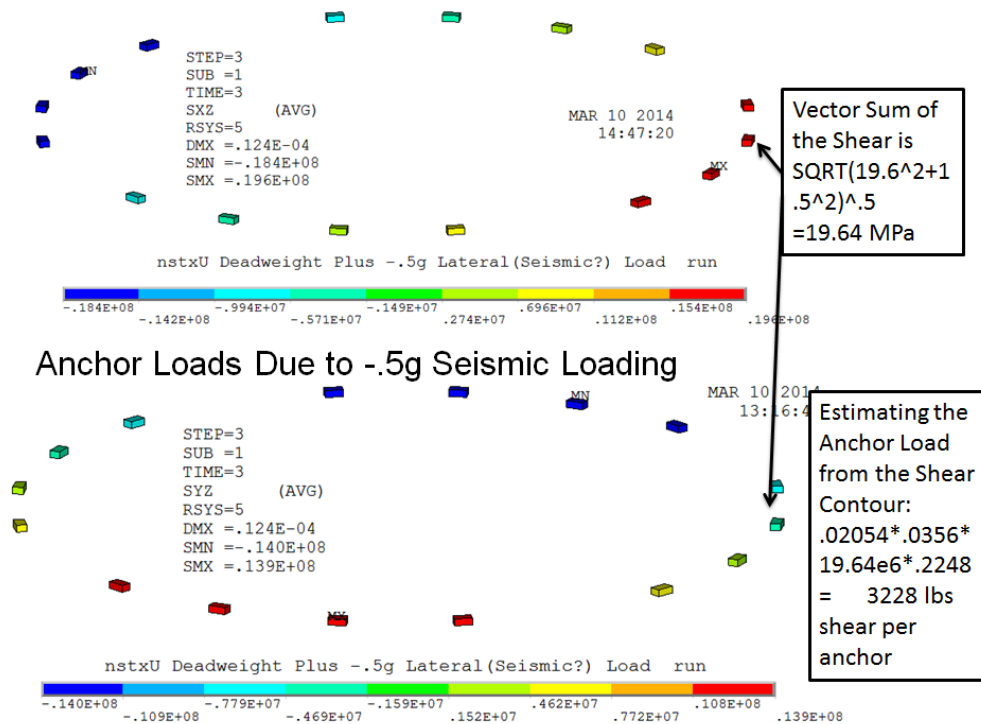 MN
STEP=3
SUB =1
TIME=3
SXZ (AVG)
RSYS=5
DMX =.124E-04
SMN =-.184E+08
SMX =.196E+08
MAR 10 2014
14:47:20
MX
nstxU Deadweight Plus -.5g Lateral(Seismic?) Load run
-.184E+08 -.994E+07 -.149E+07 .696E+07 .154E+08
-.142E+08 -.571E+07 .274E+07 .112E+08 .196E+08
Vector Sum of
the Shear is
SQRT(19.6^2+1
.5^2)^.5
=19.64 MPa
Anchor Loads Due to -.5g Seismic Loading
MN
MAR 10 2014
13:16:4
STEP=3
SUB =1
TIME=3
SYZ (AVG)
RSYS=5
DMX =.124E-04
SMN =-.140E+08
SMX =.139E+08
MX
nstxU Deadweight Plus -.5g Lateral(Seismic?) Load run
-.140E+08 -.779E+07 -.159E+07 .462E+07 .108E+08
-.109E+08 -.469E+07 .152E+07 .772E+07 .139E+08
Estimating the
Anchor Load
from the Shear
Contour:
.02054*.0356*
19.64e6*.2248
= 3228 lbs
shear per
anchor